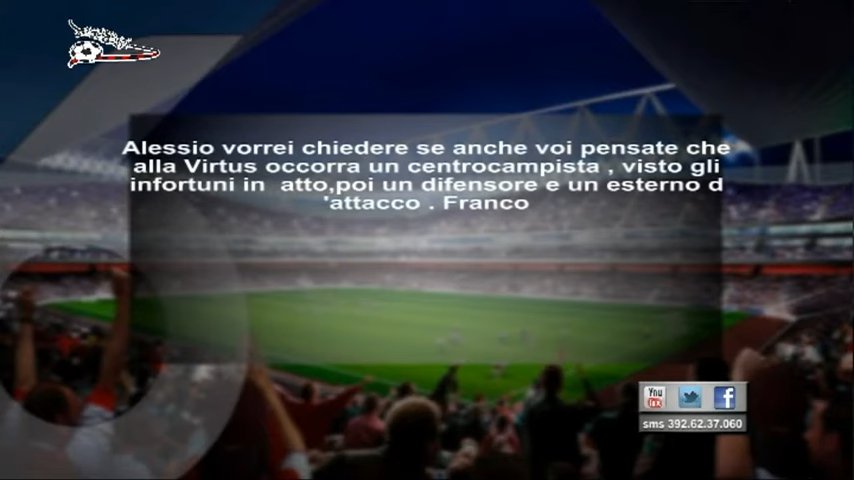 Alessio vorrei chiedere se anche voi pensate che
alla Virtus occorra un centrocampista , visto gli
infortuni in  atto,poi un difensore e un esterno d
'attacco . Franco
You
sms 392.62.37.060